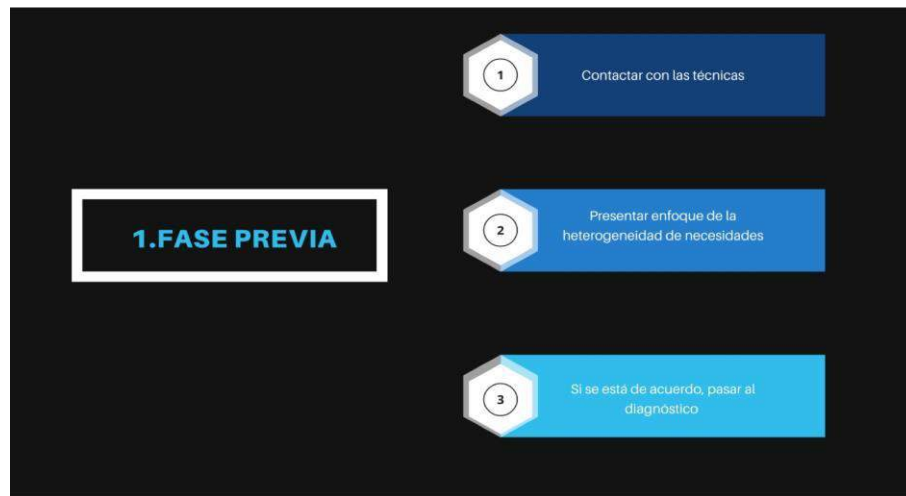 1.FASE PREVIA
1
Contactar con las técnicas
2
Presentar enfoque de la
heterogeneidad de necesidades
3
Si se está de acuerdo, pasar al
diagnóstico